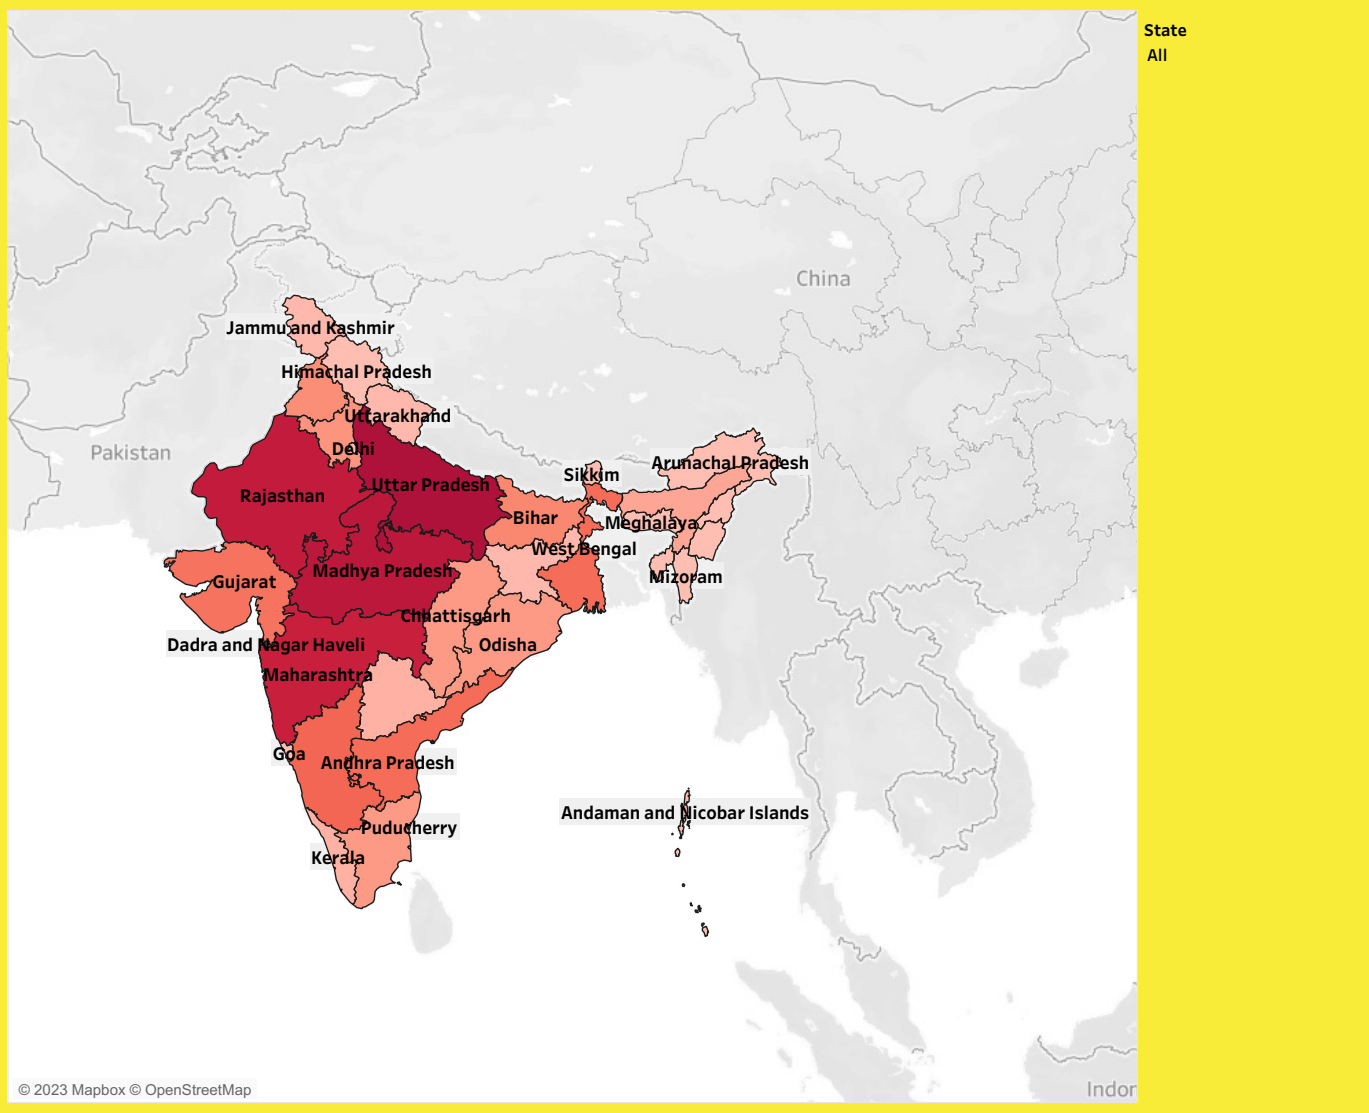 State
All
China
Jammu and Kashmir
Himachal Pradesh
Uttarakhand
Delhi
Pakistan
Arunachal Pradesh
Sikkim
Uttar Pradesh
Rajasthan
Bihar
Meghalaya
West Bengal
Madhya Pradesh
Mizoram
Gujarat
Chhattisgarh
Dadra and Nagar Haveli
Odisha
Maharashtra
Goa
Andhra Pradesh
Andaman and Nicobar Islands
Puducherry
Kerala
© 2023 Mapbox © OpenStreetMap
Indor